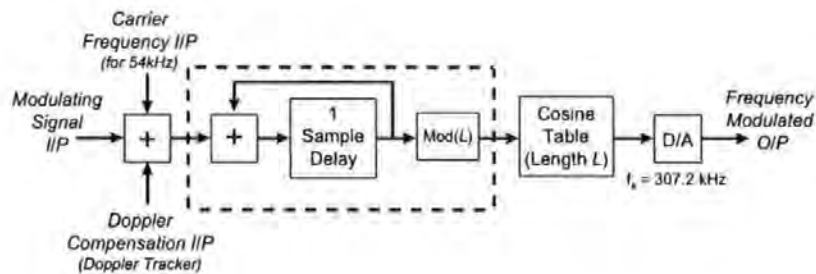 Carrier
Frequency I/P
(for 54kHz)
Modulating
Signal
I/P
+
Doppler
Compensation I/P
(Doppler Tracker)
+
1
Sample
Delay
Mod(L)
Cosine
Table
(Length L)
D/A
fs = 307.2 kHz
Frequency
Modulated
O/P